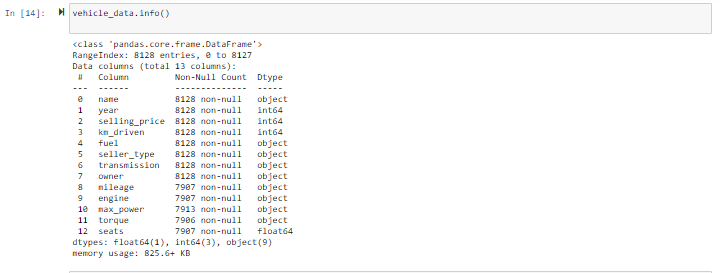 In [14]: vehicle_data.info()
<class 'pandas.core.frame.DataFrame'>
RangeIndex: 8128 entries, 0 to 8127
Data columns (total 13 columns):
 #   Column         Non-Null Count  Dtype
---  ------         --------------  -----
 0   name           8128 non-null   object
 1   year           8128 non-null   int64
 2   selling_price  8128 non-null   int64
 3   km_driven      8128 non-null   int64
 4   fuel           8128 non-null   object
 5   seller_type    8128 non-null   object
 6   transmission   8128 non-null   object
 7   owner          8128 non-null   object
 8   mileage        7907 non-null   object
 9   engine         7907 non-null   object
 10  max_power      7913 non-null   object
 11  torque         7906 non-null   object
 12  seats          7907 non-null   float64
dtypes: float64(1), int64(3), object(9)
memory usage: 825.6+ KB